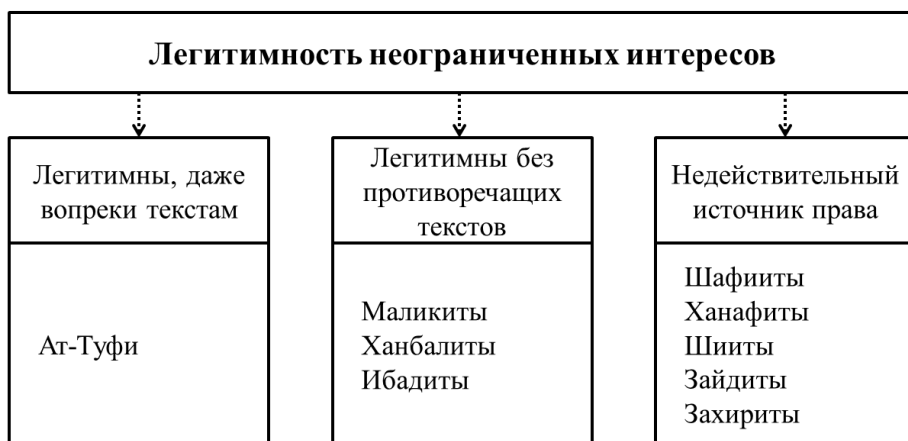 Легитимность неограниченных интересов
Легитимны, даже
вопреки текстам
Ат-Туфи
Легитимны без
противоречащих
текстов
Маликиты
Ханбалиты
Ибадиты
Недействительный
источник права
Шафииты
Ханафиты
Шииты
Зайдиты
Захириты